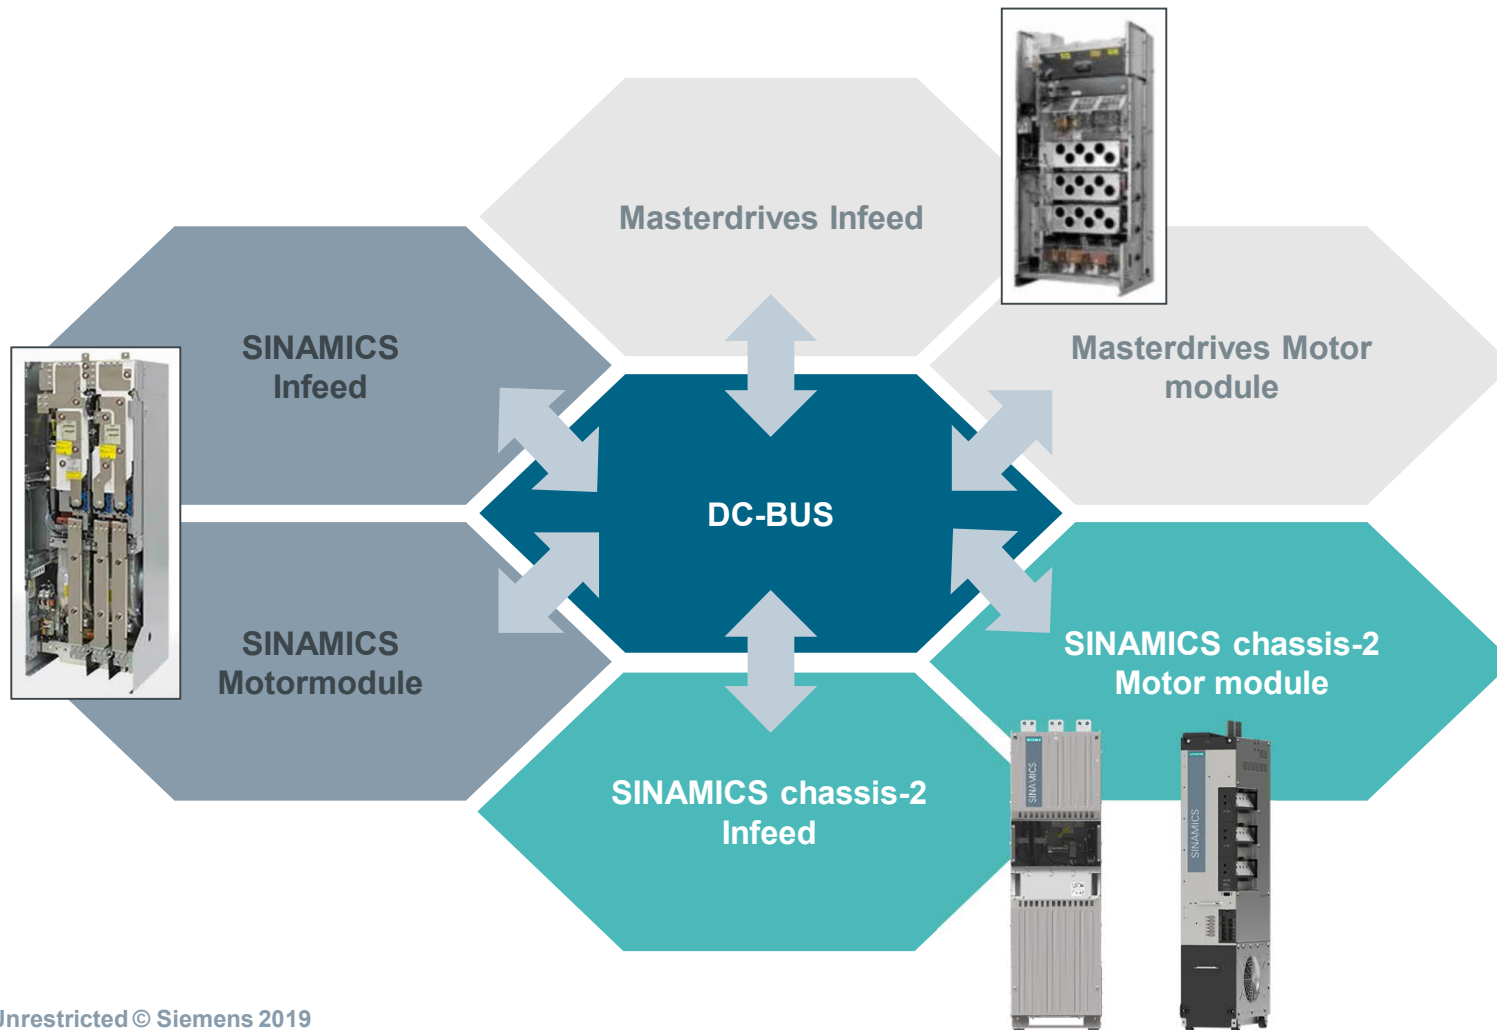 Masterdrives Infeed
SINAMICS
Infeed
Masterdrives Motor
module
DC-BUS
SINAMICS
Motormodule
SINAMICS chassis-2
Motor module
SINAMICS chassis-2
Infeed
SINAMICS
SINAMICS
Unrestricted © Siemens 2019